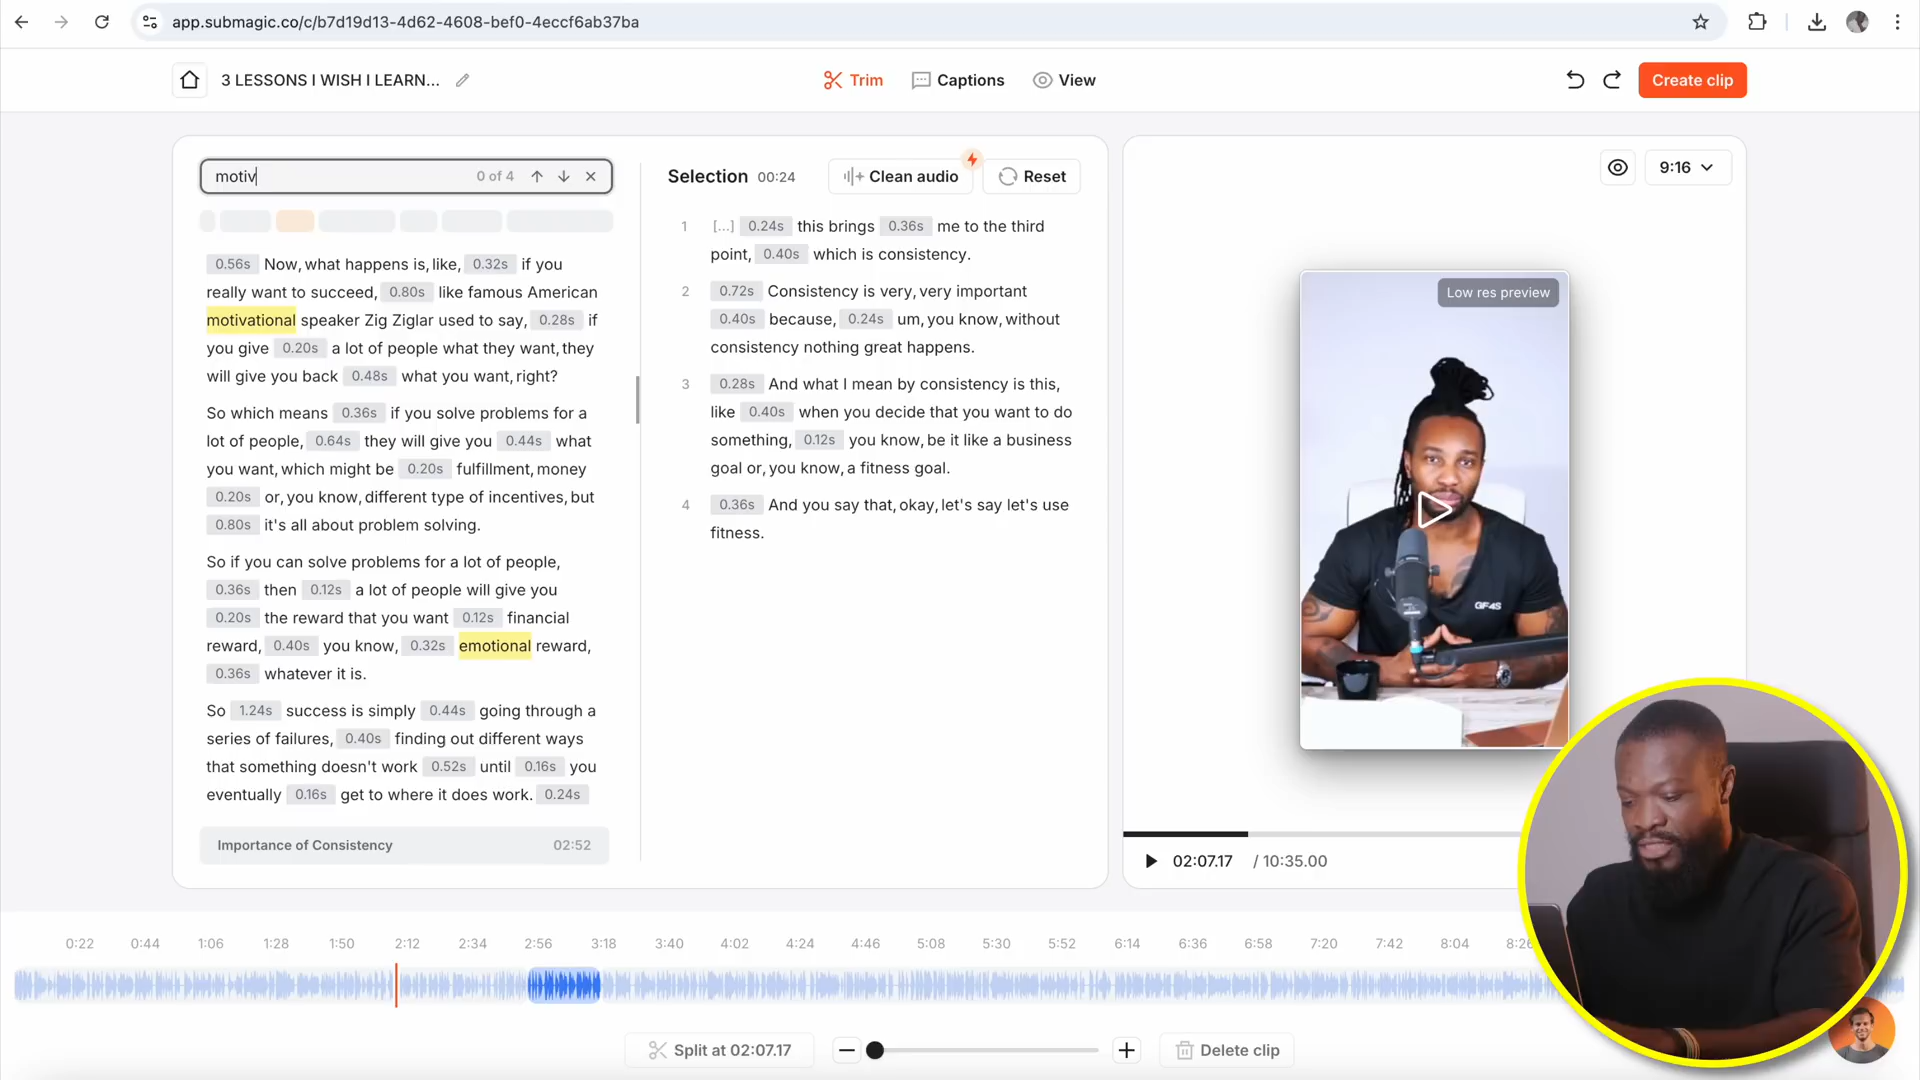 app.submagic.co/c/b7d19d13-4d62-4608-bef0-4eccf6ab37ba
3 LESSONS I WISH I LEARN...
Trim
Captions
View
Create clip
motiv
0 of 4
0.56s Now, what happens is, like, 0.32s if you
really want to succeed, 0.80s like famous American
motivational speaker Zig Ziglar used to say, 0.28s if
you give 0.20s a lot of people what they want, they
will give you back 0.48s what you want, right?
So which means 0.36s if you solve problems for a
lot of people, 0.64s they will give you 0.44s what
you want, which might be 0.20s fulfillment, money
0.20s or, you know, different type of incentives, but
0.80s it's all about problem solving.
So if you can solve problems for a lot of people,
0.36s then 0.12s a lot of people will give you
0.20s the reward that you want 0.12s financial
reward, 0.40s you know, 0.32s emotional reward,
0.36s whatever it is.
So 1.24s success is simply 0.44s going through a
series of failures, 0.40s finding out different ways
that something doesn't work 0.52s until 0.16s you
eventually 0.16s get to where it does work. 0.24s
Importance of Consistency 02:52
Selection 00:24
Clean audio
Reset
1 [...] 0.24s this brings 0.36s me to the third
point, 0.40s which is consistency.
2 0.72s Consistency is very, very important
0.40s because, 0.24s um, you know, without
consistency nothing great happens.
3 0.28s And what I mean by consistency is this,
like 0.40s when you decide that you want to do
something, 0.12s you know, be it like a business
goal or, you know, a fitness goal.
4 0.36s And you say that, okay, let's say let's use
fitness.
9:16
Low res preview
GF4S
02:07.17 / 10:35.00
0:22 0:44 1:06 1:28 1:50 2:12 2:34 2:56 3:18 3:40 4:02 4:24 4:46 5:08 5:30 5:52 6:14 6:36 6:58 7:20 7:42 8:04 8:26
Split at 02:07.17
Delete clip